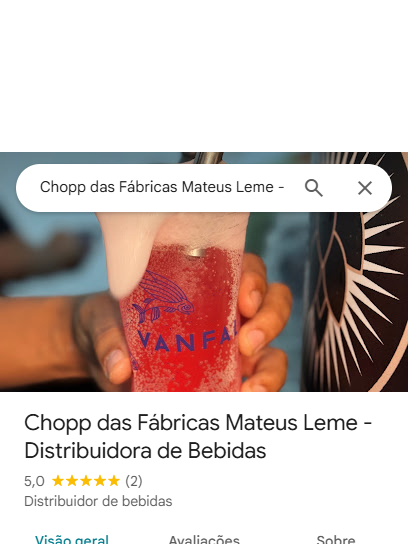 Chopp das Fábricas Mateus Leme -
VANFA
Chopp das Fábricas Mateus Leme -
Distribuidora de Bebidas
5,0 ★★★★★ (2)
Distribuidor de bebidas
Visão geral Avaliações Sobre